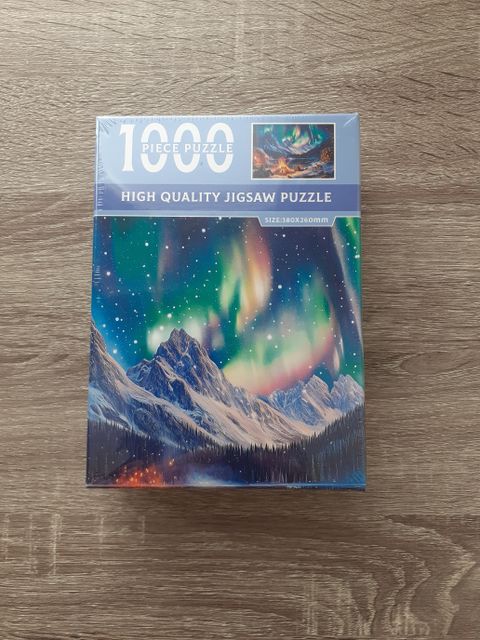 1000
PIECE PUZZLE
HIGH QUALITY JIGSAW PUZZLE
SIZE:380X260mm